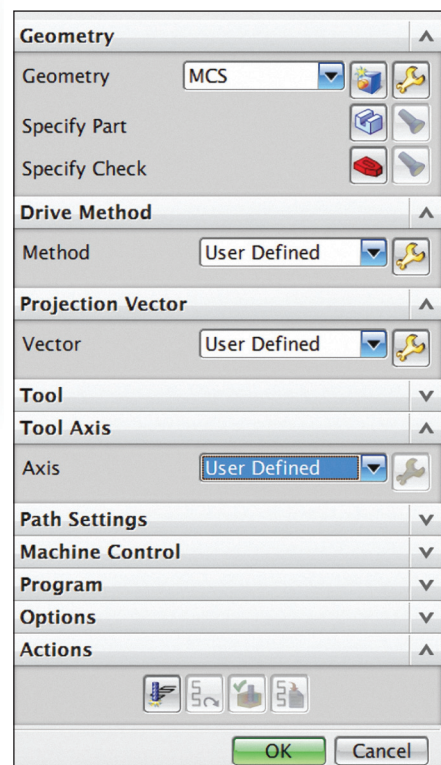 Geometry
Geometry MCS
Specify Part
Specify Check
Drive Method
Method User Defined
Projection Vector
Vector User Defined
Tool
Tool Axis
Axis User Defined
Path Settings
Machine Control
Program
Options
Actions
OK Cancel